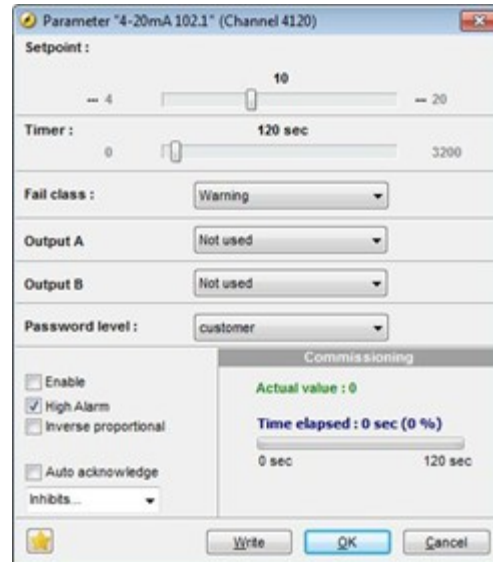 Parameter "4-20mA 102.1" (Channel 4120)
Setpoint :
10
--- 4
--- 20
Timer :
120 sec
0
3200
Fail class :
Warning
Output A
Not used
Output B
Not used
Password level :
customer
Enable
High Alarm
Inverse proportional
Auto acknowledge
Inhibits...
Commissioning
Actual value : 0
Time elapsed : 0 sec (0 %)
0 sec
120 sec
Write
OK
Cancel